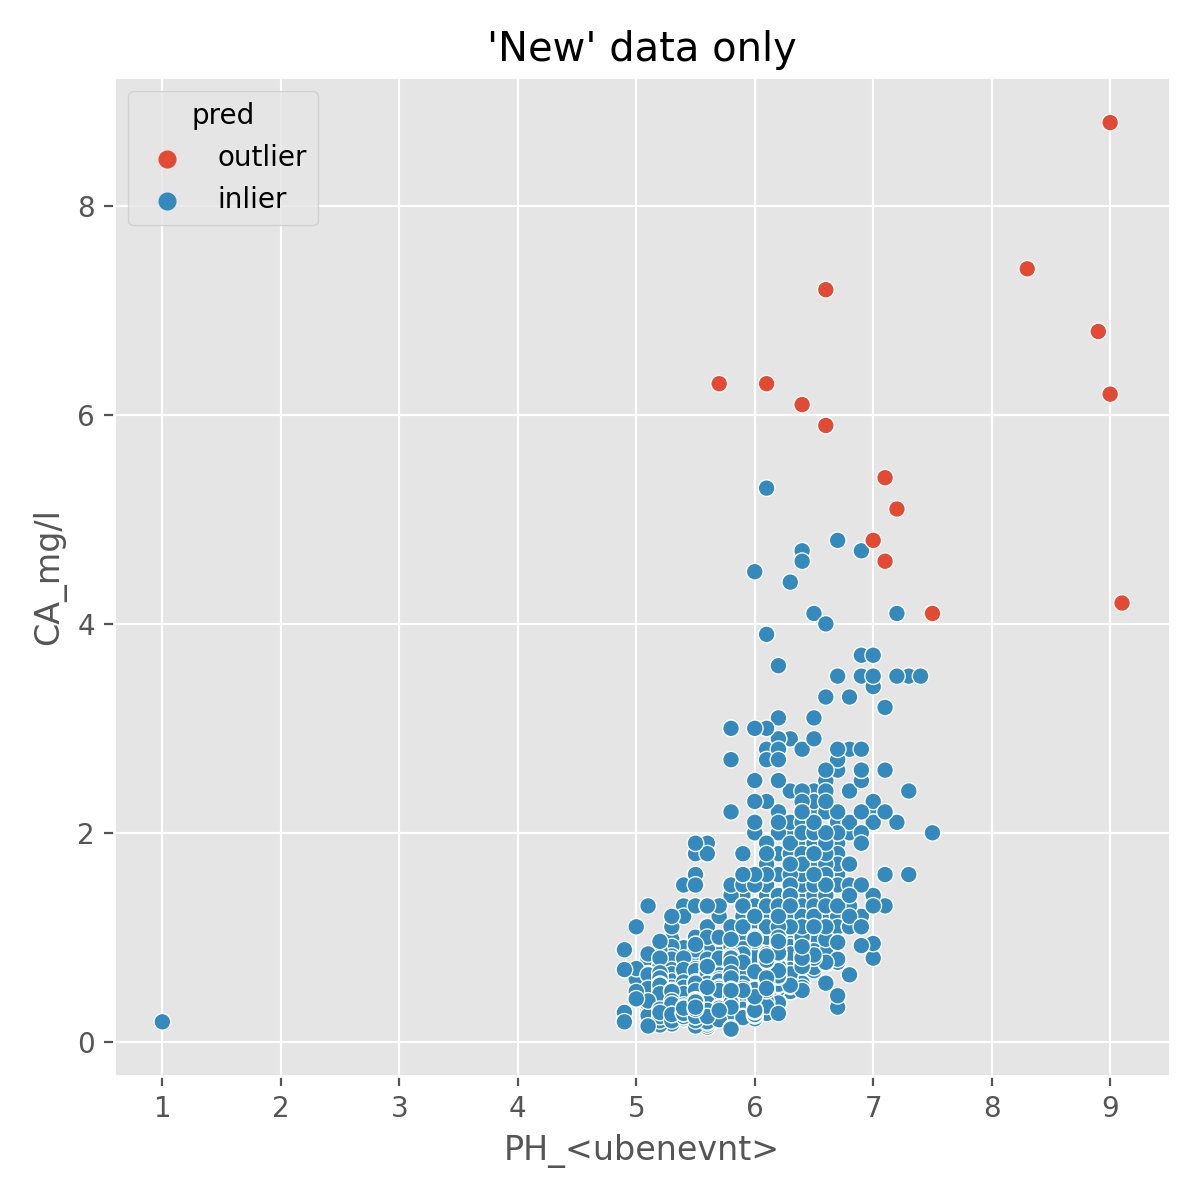 'New' data only
pred
outlier
inlier
CA_mg/l
8
6
4
2
0
1 2 3 4 5 6 7 8 9
PH_<ubenevnt>